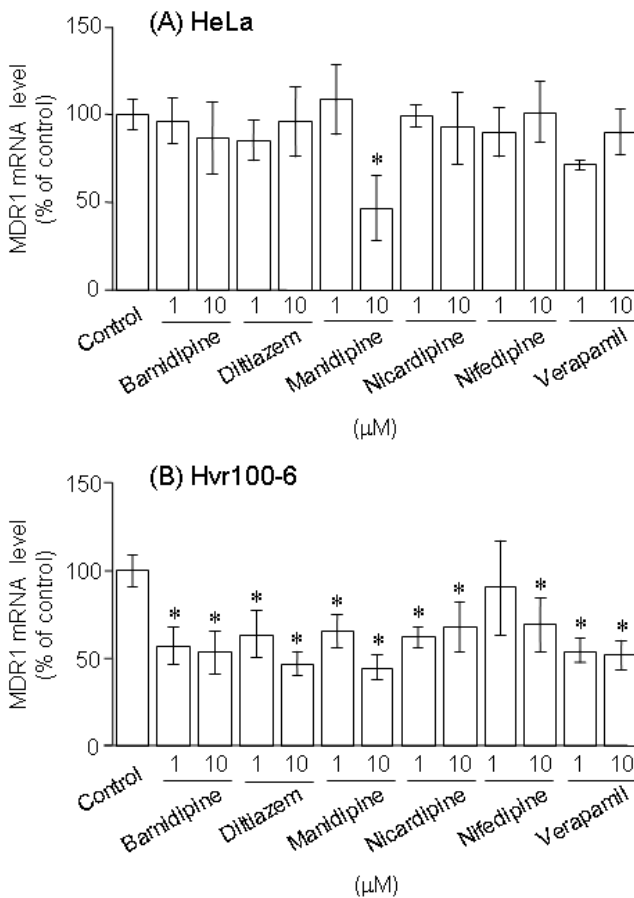 (A) HeLa
MDR1 mRNA level
(% of control)
150
100
50
0
*
1 10 1 10 1 10 1 10 1 10 1 10
Control Barnidipine Diltiazem Manidipine Nicardipine Nifedipine Verapamil
(µM)
(B) Hvr100-6
MDR1 mRNA level
(% of control)
150
100
50
0
* * * * * * * * * * *
1 10 1 10 1 10 1 10 1 10 1 10
Control Barnidipine Diltiazem Manidipine Nicardipine Nifedipine Verapamil
(µM)